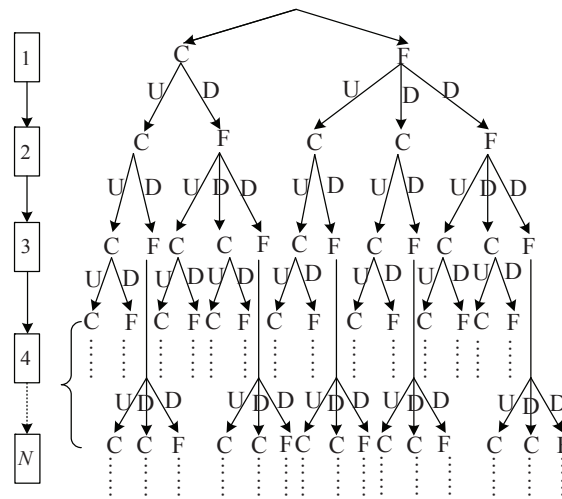 1 C F
U D U D D
2 C F C C F
U D U D D U D U D U D D
3 C F C C F C F C F C C F
U D U D U D U D U D U D U D
C F C F C F C F C F C F C F
4
U D D U D D U D D U D D U D D
N C C F C C F C C F C C F C C F